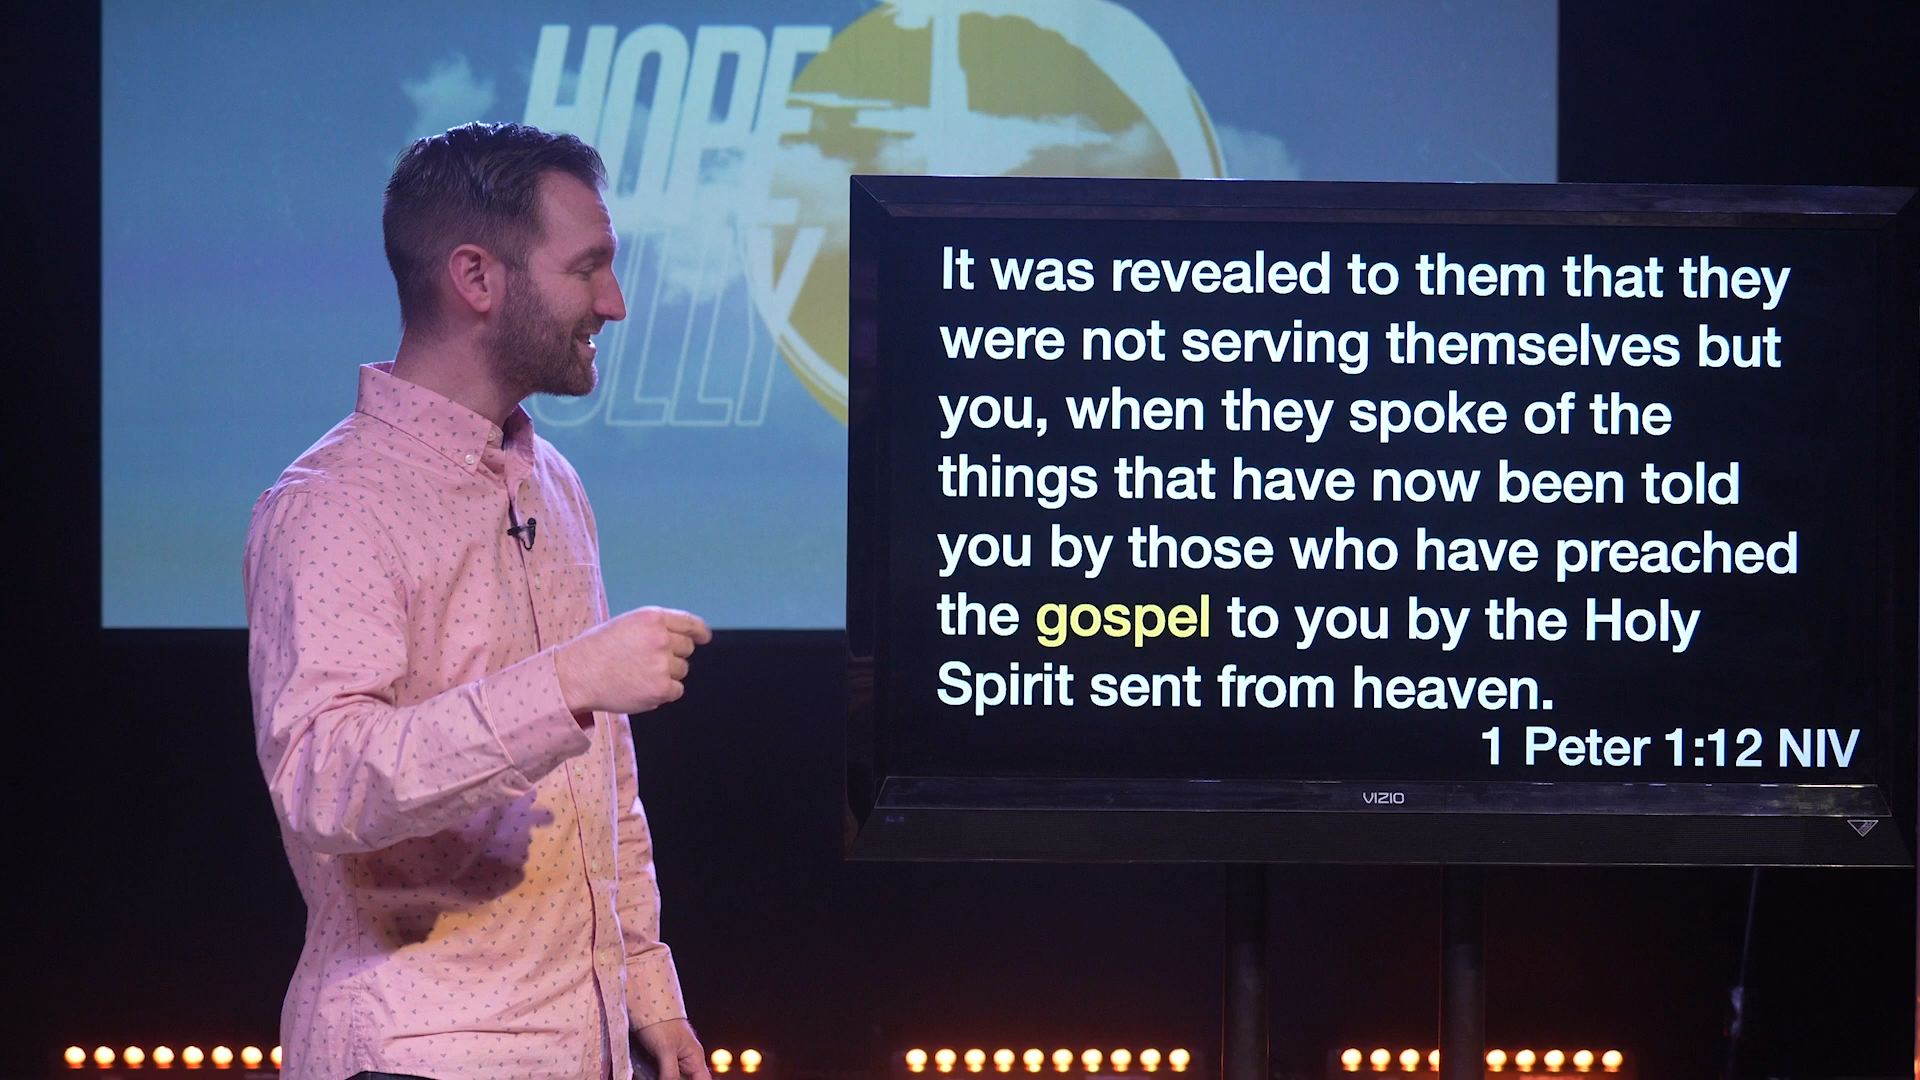 HOPE
FULLY
It was revealed to them that they
were not serving themselves but
you, when they spoke of the
things that have now been told
you by those who have preached
the gospel to you by the Holy
Spirit sent from heaven.
1 Peter 1:12 NIV
VIZIO